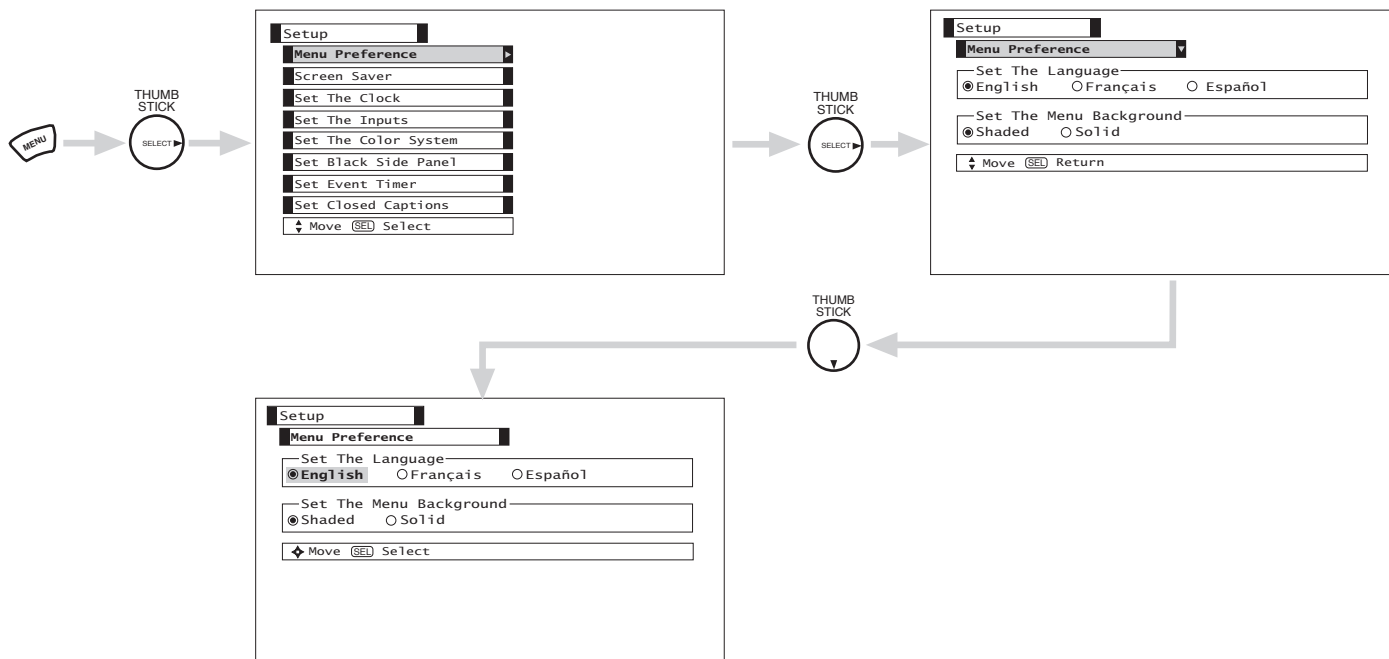 MENU
THUMB
STICK
SELECT
Setup
Menu Preference
Screen Saver
Set The Clock
Set The Inputs
Set The Color System
Set Black Side Panel
Set Event Timer
Set Closed Captions
Move SEL Select
THUMB
STICK
SELECT
Setup
Menu Preference
Set The Language
English Français Español
Set The Menu Background
Shaded Solid
Move SEL Return
THUMB
STICK
Setup
Menu Preference
Set The Language
English Français Español
Set The Menu Background
Shaded Solid
Move SEL Select